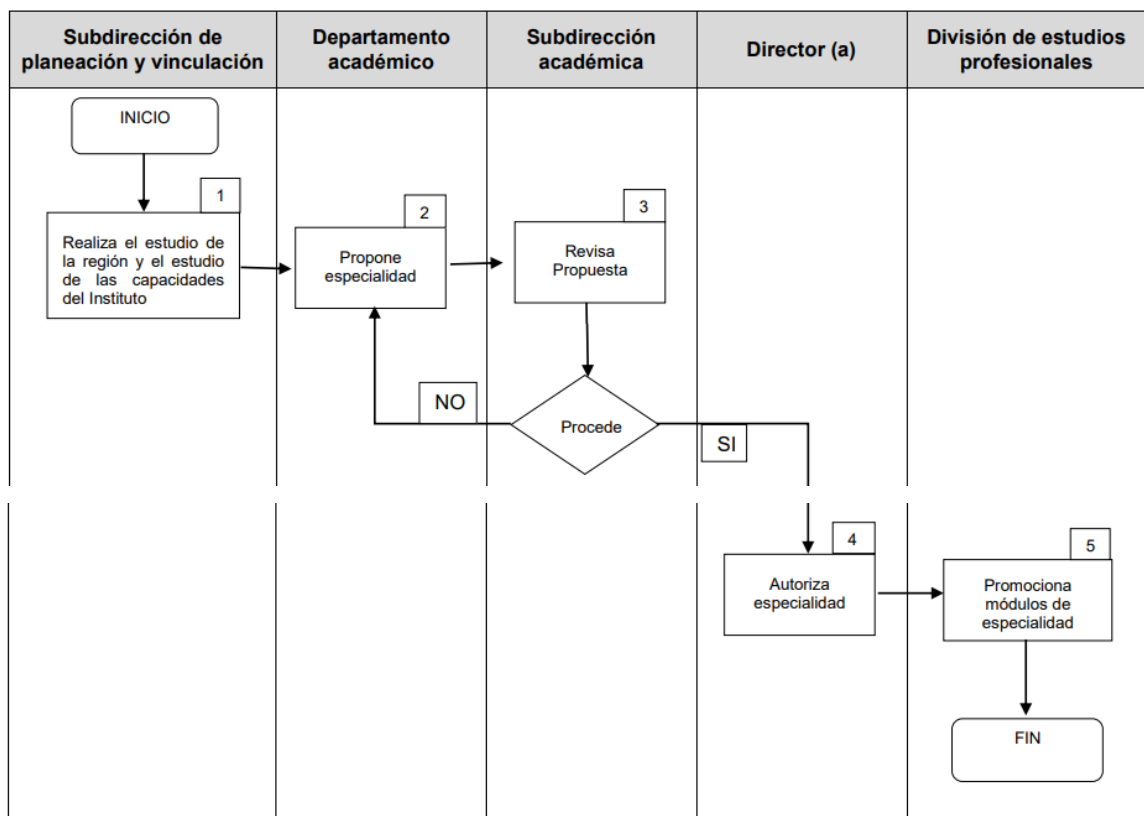 Subdirección de
planeación y vinculación
Departamento
académico
Subdirección
académica
Director (a)
División de estudios
profesionales
INICIO
1
Realiza el estudio de
la región y el estudio
de las capacidades
del Instituto
2
Propone
especialidad
3
Revisa
Propuesta
NO
Procede
SI
4
Autoriza
especialidad
5
Promociona
módulos de
especialidad
FIN